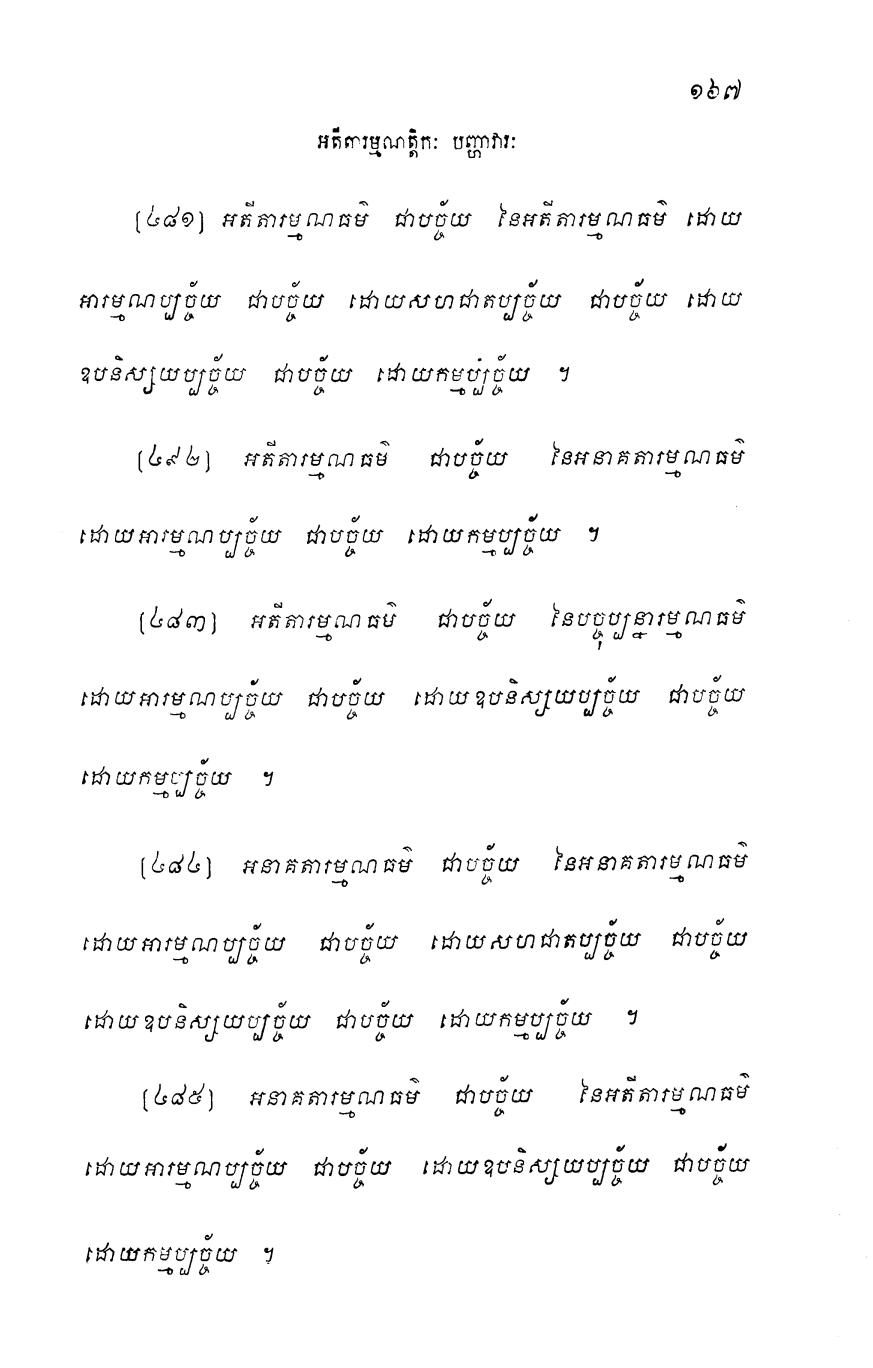 ១៦៧
អតីតារម្មណត្តិកៈ បញ្ហាវារៈ
(៤៨១) អតីតារម្មណធម៌ ជាបច្ច័យ នៃអតីតារម្មណធម៌ ដោយ
អារម្មណប្បច្ច័យ ជាបច្ច័យ ដោយសហជាតប្បច្ច័យ ជាបច្ច័យ ដោយ
ឧបនិស្សយប្បច្ច័យ ជាបច្ច័យ ដោយកម្មប្បច្ច័យ ។
(៤៩២) អតីតារម្មណធម៌ ជាបច្ច័យ នៃអនាគតារម្មណធម៌
ដោយអារម្មណប្បច្ច័យ ជាបច្ច័យ ដោយកម្មប្បច្ច័យ ។
(៤៨៣) អតីតារម្មណធម៌ ជាបច្ច័យ នៃបច្ចុប្បន្នារម្មណធម៌
ដោយអារម្មណប្បច្ច័យ ជាបច្ច័យ ដោយឧបនិស្សយប្បច្ច័យ ជាបច្ច័យ
ដោយកម្មប្បច្ច័យ ។
(៤៨៤) អនាគតារម្មណធម៌ ជាបច្ច័យ នៃអនាគតារម្មណធម៌
ដោយអារម្មណប្បច្ច័យ ជាបច្ច័យ ដោយសហជាតប្បច្ច័យ ជាបច្ច័យ
ដោយឧបនិស្សយប្បច្ច័យ ជាបច្ច័យ ដោយកម្មប្បច្ច័យ ។
(៤៨៥) អនាគតារម្មណធម៌ ជាបច្ច័យ នៃអតីតារម្មណធម៌
ដោយអារម្មណប្បច្ច័យ ជាបច្ច័យ ដោយឧបនិស្សយប្បច្ច័យ ជាបច្ច័យ
ដោយកម្មប្បច្ច័យ ។